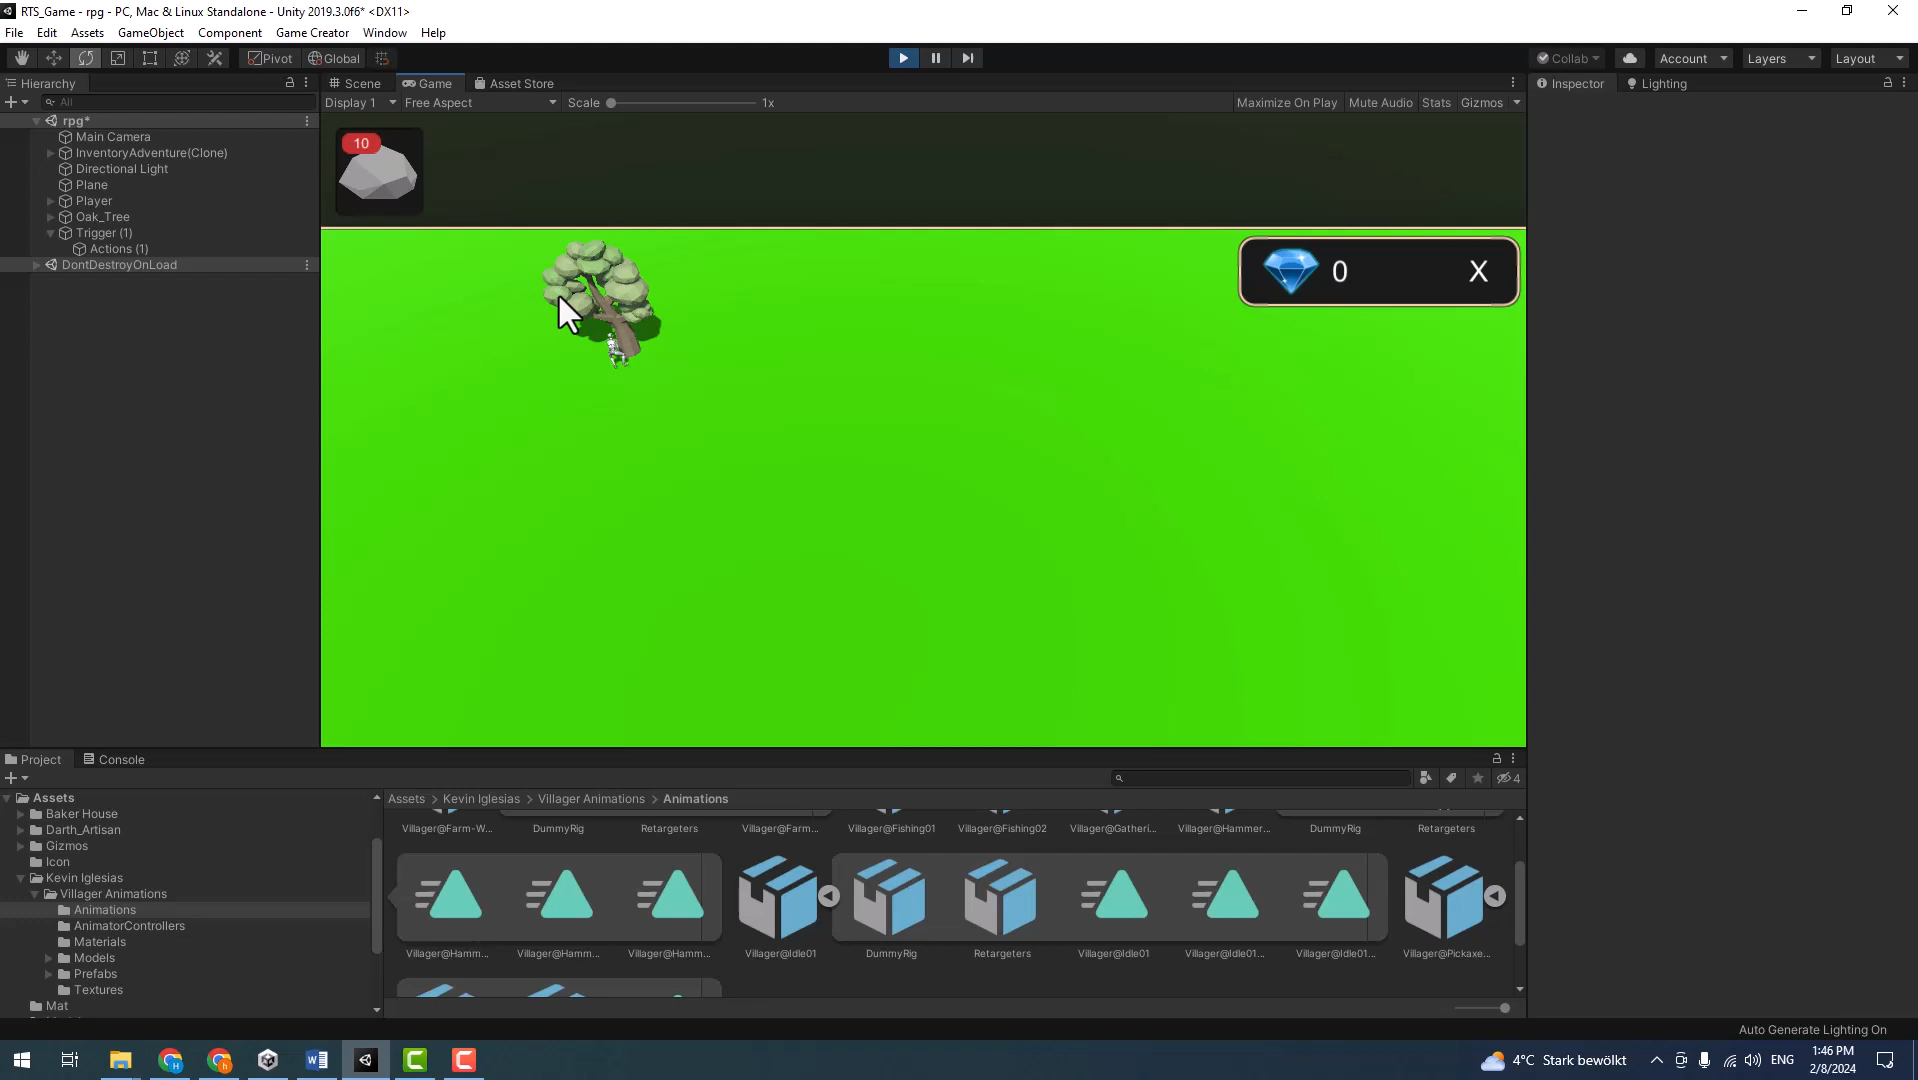 RTS_Game - rpg - PC, Mac & Linux Standalone - Unity 2019.3.0f6* <DX11>
File Edit Assets GameObject Component Game Creator Window Help
Pivot Global Collab Account Layers Layout
Hierarchy Scene Game Asset Store Inspector Lighting
All Display 1 Free Aspect Scale 1x Maximize On Play Mute Audio Stats Gizmos
rpg*
Main Camera
InventoryAdventure(Clone)
Directional Light
Plane
Player
Oak_Tree
Trigger (1)
Actions (1)
DontDestroyOnLoad
10
0 X
Project Console
4
Assets
Baker House
Darth_Artisan
Gizmos
Icon
Kevin Iglesias
Villager Animations
Animations
AnimatorControllers
Materials
Models
Prefabs
Textures
Mat
Assets > Kevin Iglesias > Villager Animations > Animations
Villager@Farm-W... DummyRig Retargeters Villager@Farm... Villager@Fishing01 Villager@Fishing02 Villager@Gatheri... Villager@Hammer... DummyRig Retargeters
Villager@Hamm... Villager@Hamm... Villager@Hamm... Villager@Idle01 DummyRig Retargeters Villager@Idle01 Villager@Idle01... Villager@Idle01... Villager@Pickaxe...
Auto Generate Lighting On
4°C Stark bewölkt ENG 1:46 PM
2/8/2024